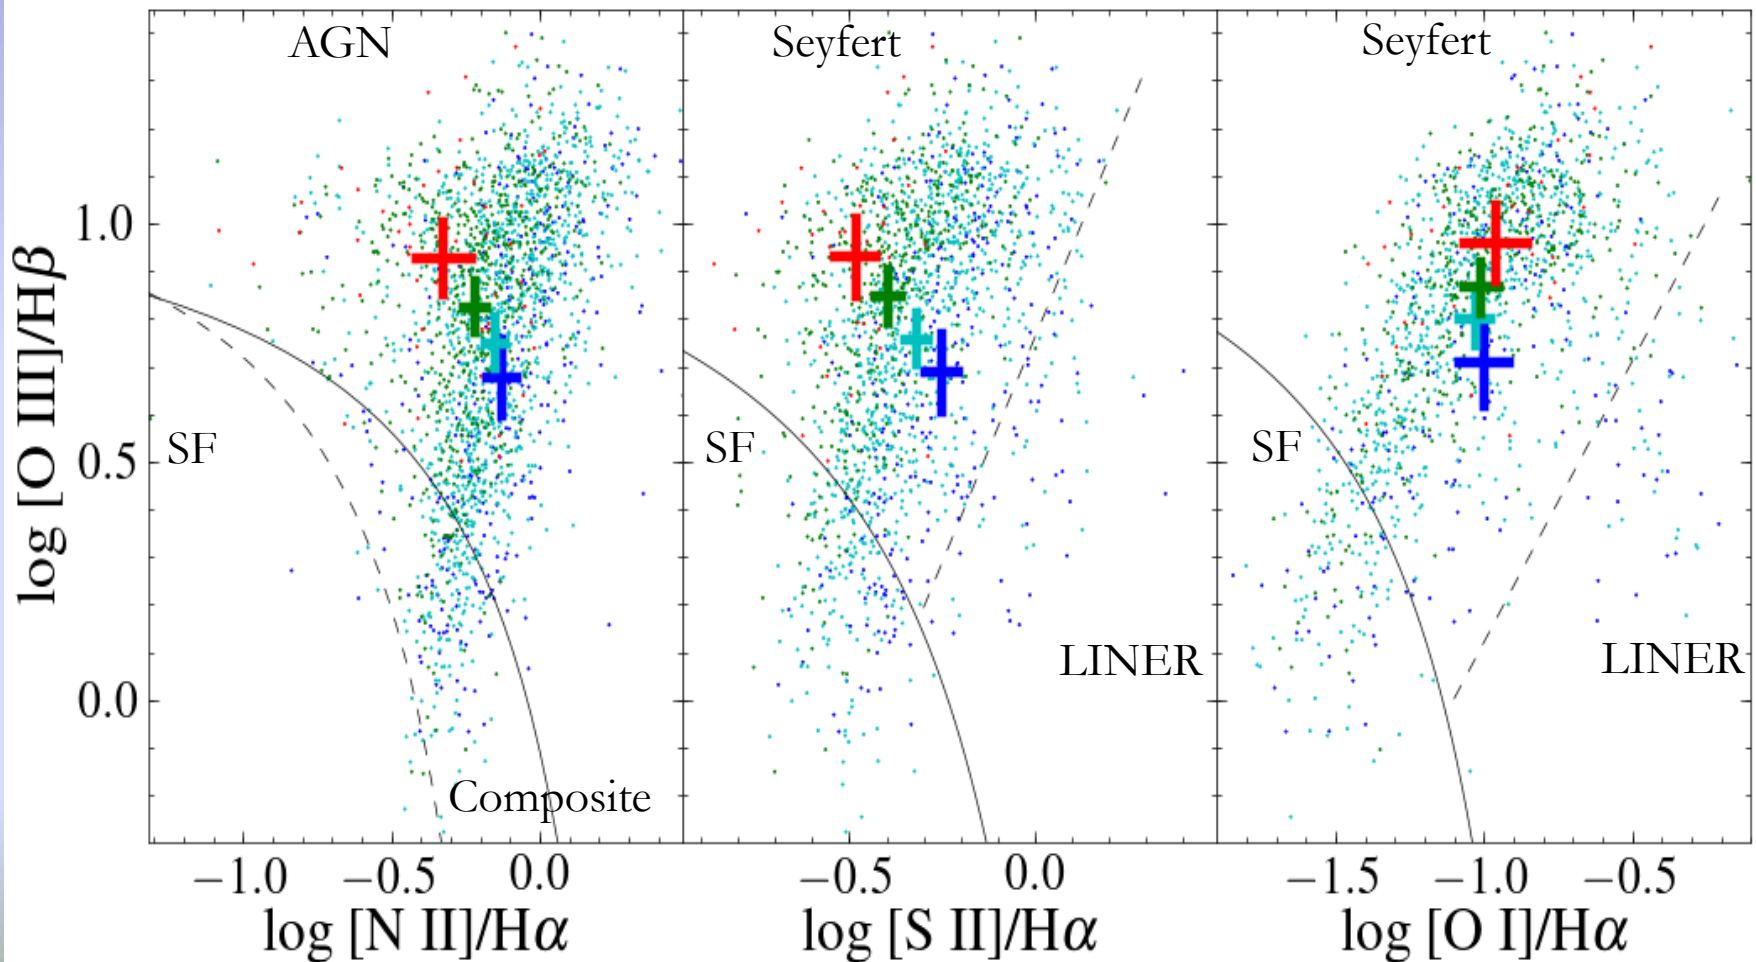 AGN
Seyfert
Seyfert
log [O III]/Hβ
1.0
0.5
0.0
SF
SF
SF
Composite
LINER
LINER
−1.0 −0.5 0.0
−0.5 0.0
−1.5 −1.0 −0.5
log [N II]/Hα
log [S II]/Hα
log [O I]/Hα